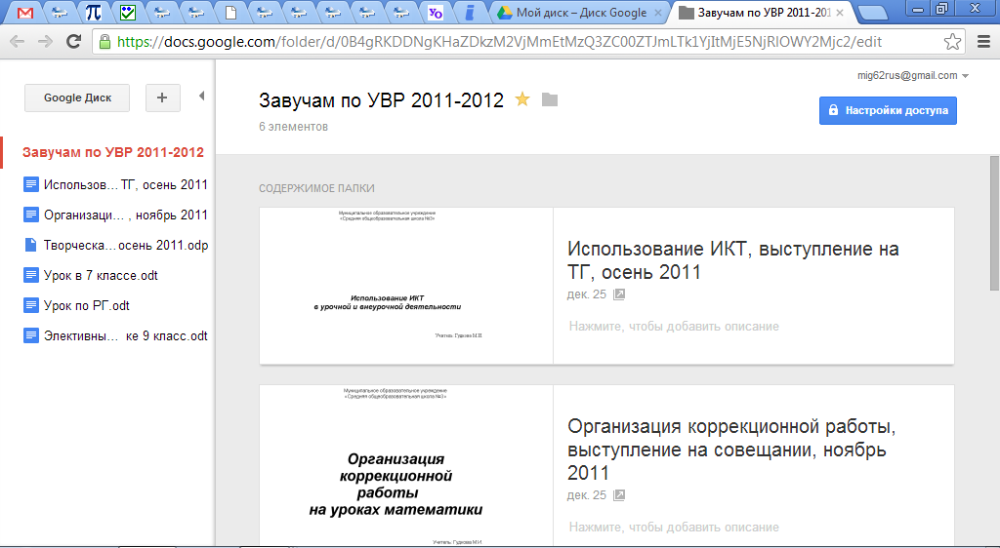 Мой диск – Диск Google
Завучам по УВР 2011-201
https://docs.google.com/folder/d/0B4gRKDDNgKHaZDkzM2VjMmEtMzQ3ZC00ZTJmLTk1YjItMjE5NjRlOWY2Mjc2/edit
mig62rus@gmail.com
Google Диск
+
Завучам по УВР 2011-2012
6 элементов
Настройки доступа
Завучам по УВР 2011-2012
Использов... ТГ, осень 2011
Организаци... , ноябрь 2011
Творческа... осень 2011.odp
Урок в 7 классе.odt
Урок по РГ.odt
Элективны... ке 9 класс.odt
СОДЕРЖИМОЕ ПАПКИ
Муниципальное образовательное учреждение
«Средняя общеобразовательная школа №3»
Использование ИКТ
в урочной и внеурочной деятельности
Учитель: Гудкова М.И.
Использование ИКТ, выступление на
ТГ, осень 2011
дек. 25
Нажмите, чтобы добавить описание
Муниципальное образовательное учреждение
«Средняя общеобразовательная школа №3»
Организация
коррекционной
работы
на уроках математики
Учитель: Гудкова М.И.
Организация коррекционной работы,
выступление на совещании, ноябрь
2011
дек. 25
Нажмите, чтобы добавить описание